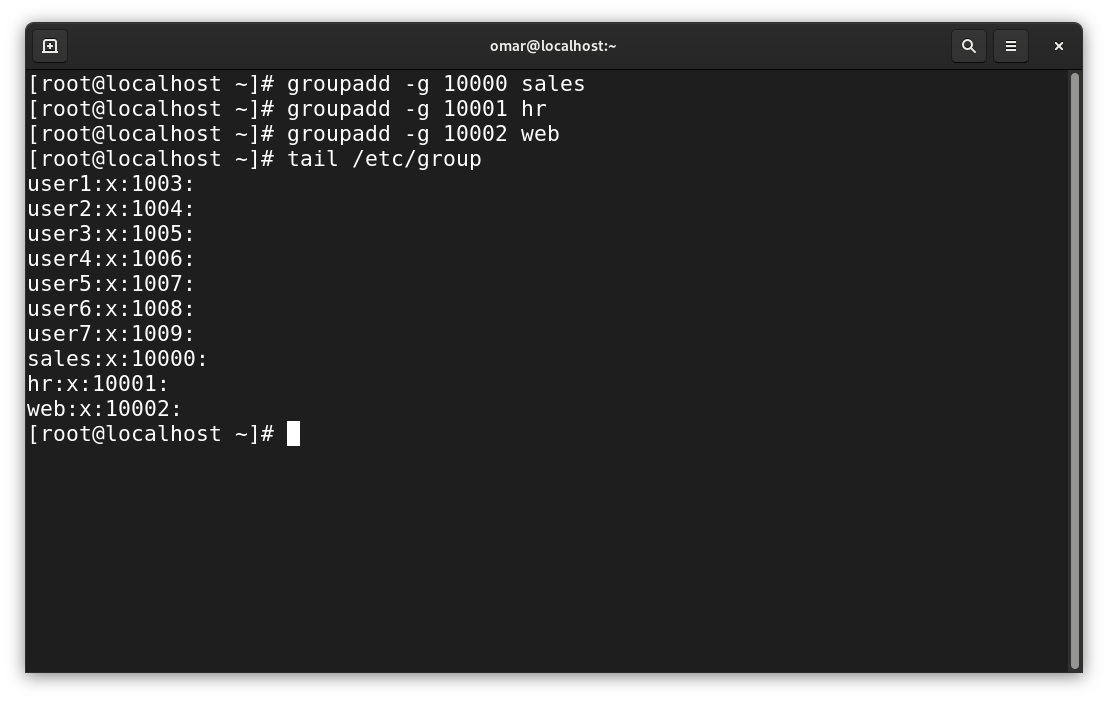 omar@localhost:~
[root@localhost ~]# groupadd -g 10000 sales
[root@localhost ~]# groupadd -g 10001 hr
[root@localhost ~]# groupadd -g 10002 web
[root@localhost ~]# tail /etc/group
user1:x:1003:
user2:x:1004:
user3:x:1005:
user4:x:1006:
user5:x:1007:
user6:x:1008:
user7:x:1009:
sales:x:10000:
hr:x:10001:
web:x:10002:
[root@localhost ~]#